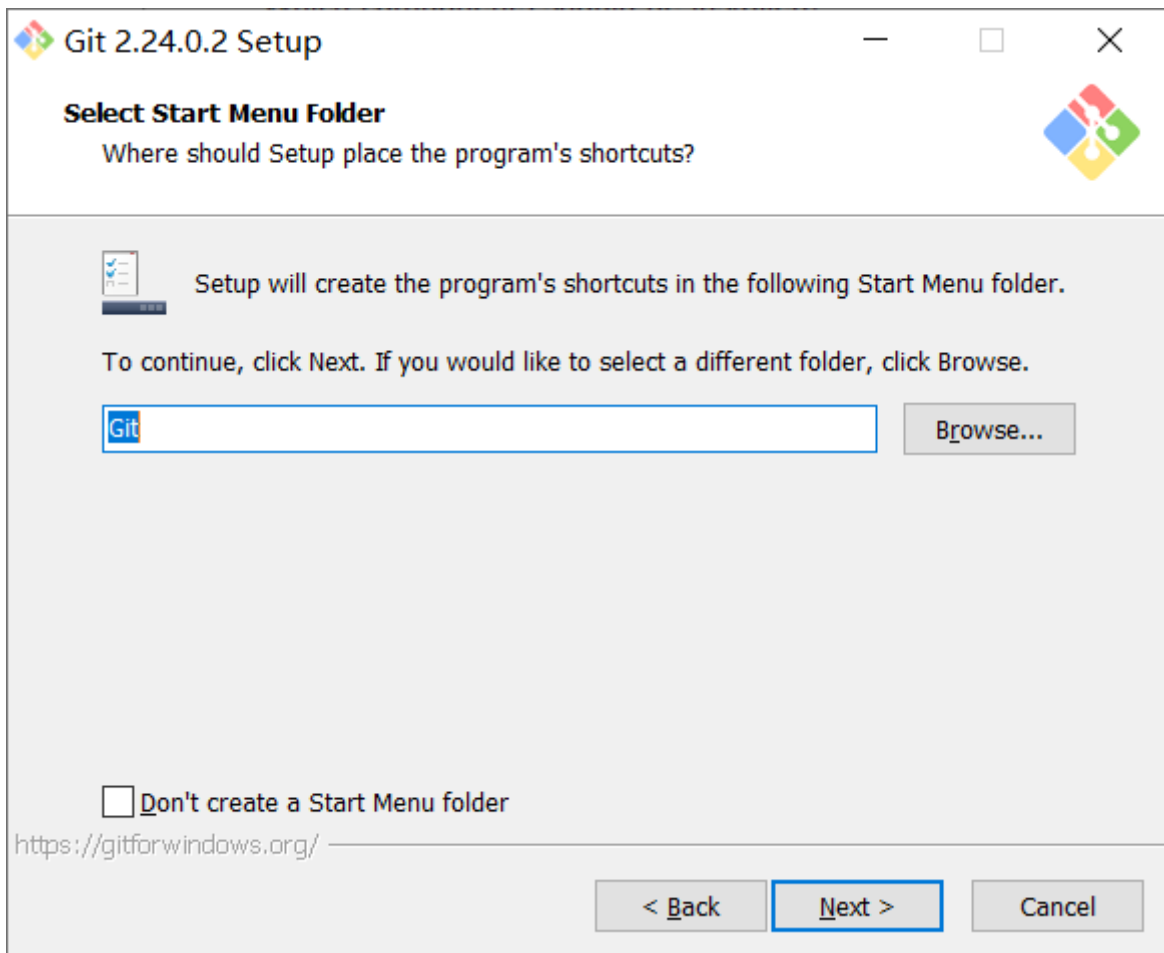 Git 2.24.0.2 Setup
Select Start Menu Folder
Where should Setup place the program's shortcuts?
Setup will create the program's shortcuts in the following Start Menu folder.
To continue, click Next. If you would like to select a different folder, click Browse.
Git
Browse...
Don't create a Start Menu folder
https://gitforwindows.org/
< Back
Next >
Cancel